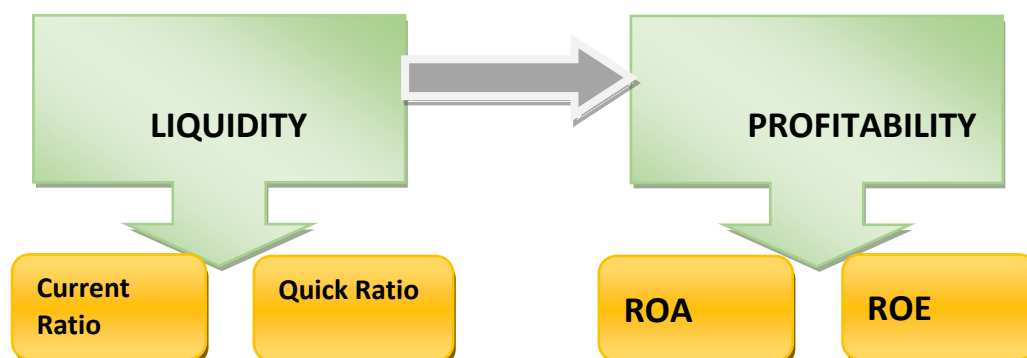 LIQUIDITY
PROFITABILITY
Current
Ratio
Quick Ratio
ROA
ROE